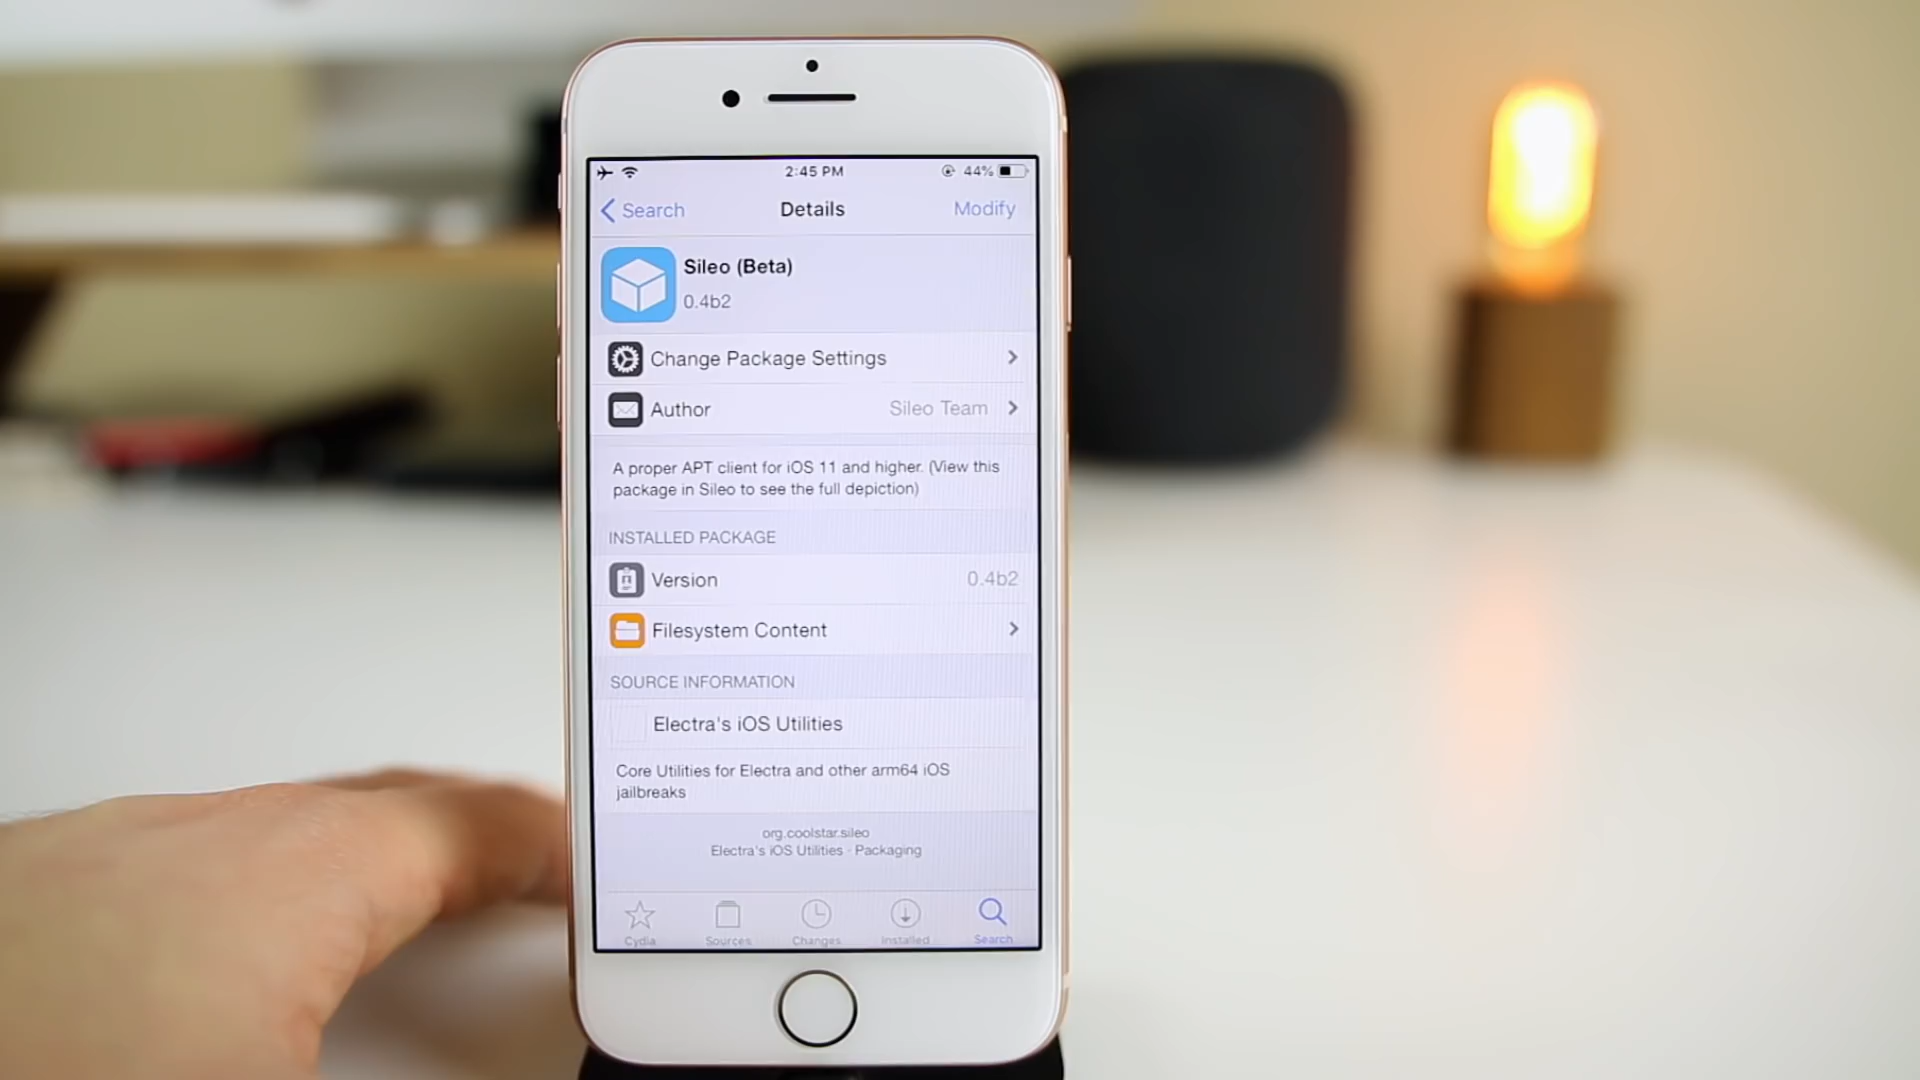 2:45 PM 44%
Search Details Modify
Sileo (Beta)
0.4b2
Change Package Settings
Author Sileo Team
A proper APT client for iOS 11 and higher. (View this
package in Sileo to see the full depiction)
INSTALLED PACKAGE
Version 0.4b2
Filesystem Content
SOURCE INFORMATION
Electra's iOS Utilities
Core Utilities for Electra and other arm64 iOS
jailbreaks
org.coolstar.sileo
Electra's iOS Utilities - Packaging
Cydia Sources Changes Installed Search